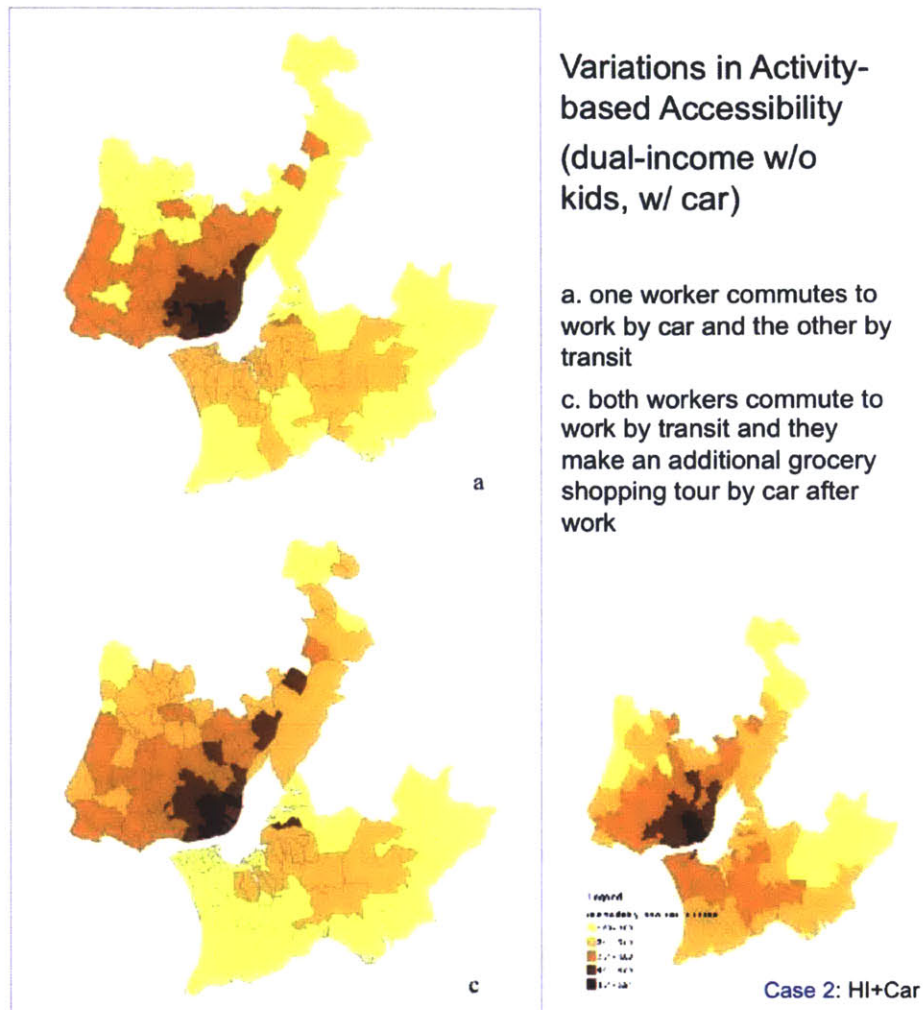 Variations in Activity-
based Accessibility
(dual-income w/o
kids, w/ car)
a. one worker commutes to
work by car and the other by
transit
c. both workers commute to
work by transit and they
make an additional grocery
shopping tour by car after
work
a
c
Legend
Case 2: HI+Car